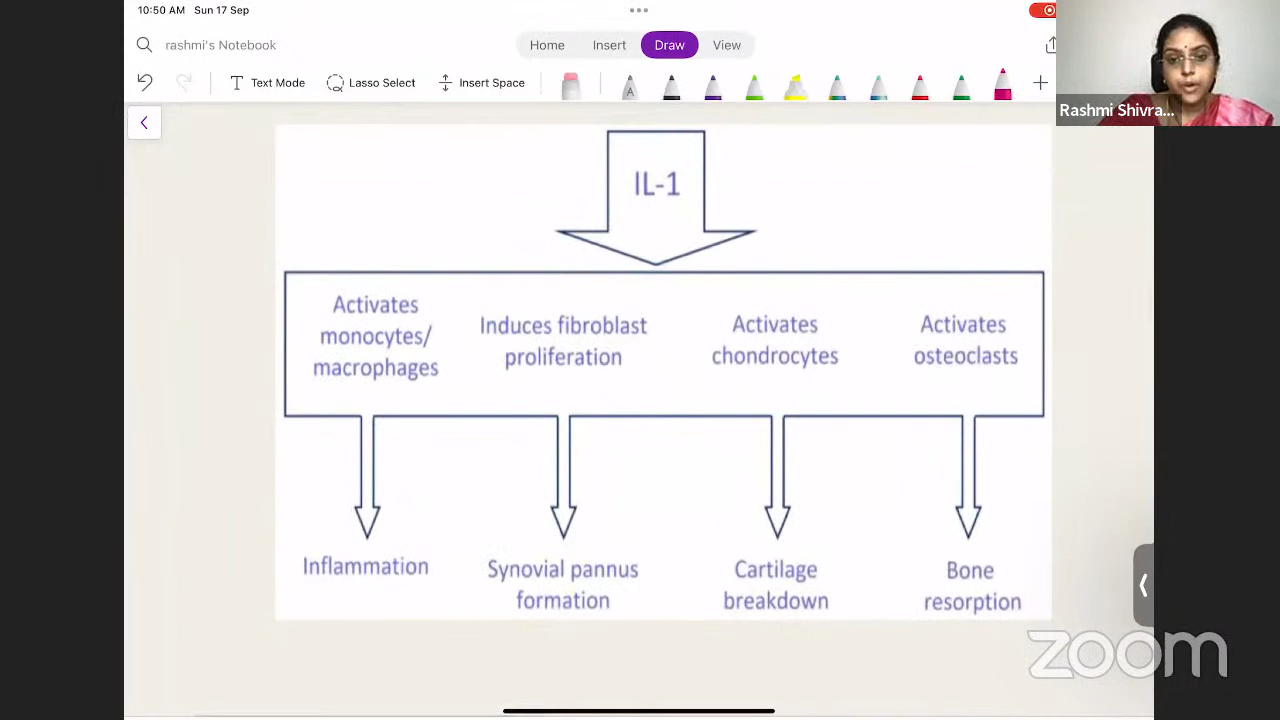 10:50 AM Sun 17 Sep
rashmi's Notebook
Home Insert Draw View
Text Mode Lasso Select Insert Space
A
Rashmi Shivra...
IL-1
Activates
monocytes/
macrophages
Induces fibroblast
proliferation
Activates
chondrocytes
Activates
osteoclasts
Inflammation
Synovial pannus
formation
Cartilage
breakdown
Bone
resorption
zoom